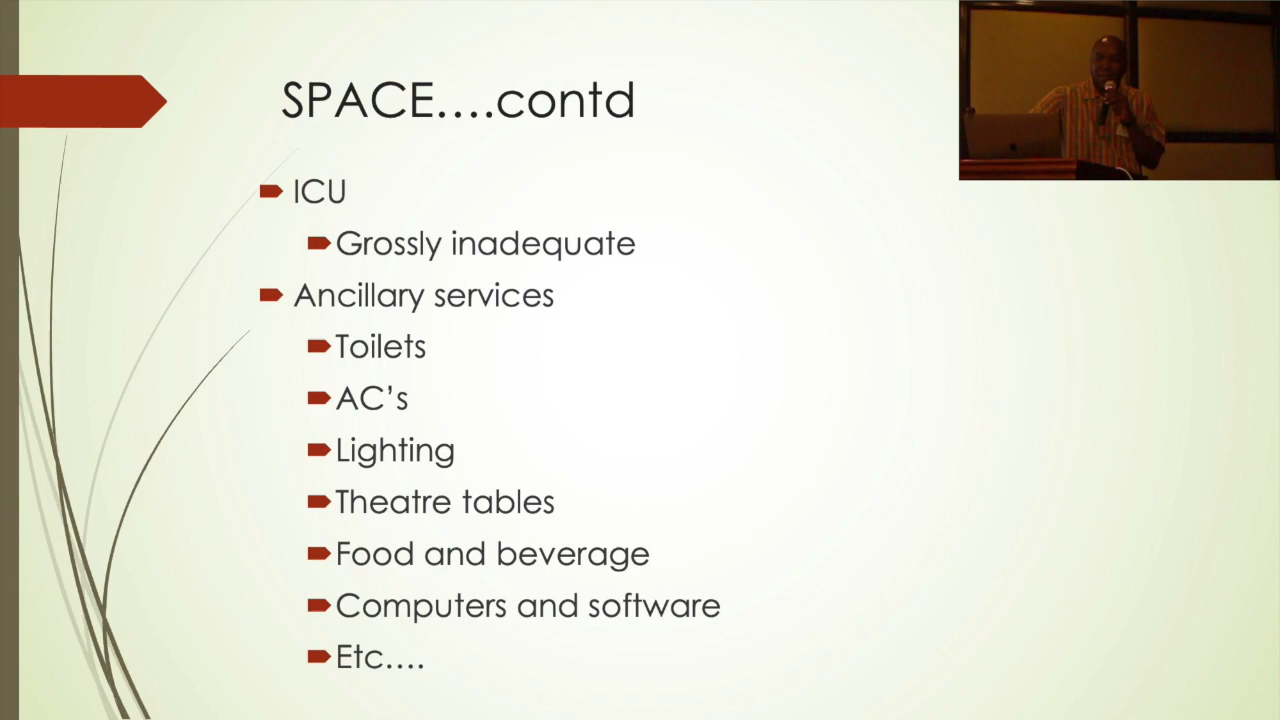 SPACE....contd
ICU
Grossly inadequate
Ancillary services
Toilets
AC's
Lighting
Theatre tables
Food and beverage
Computers and software
Etc....